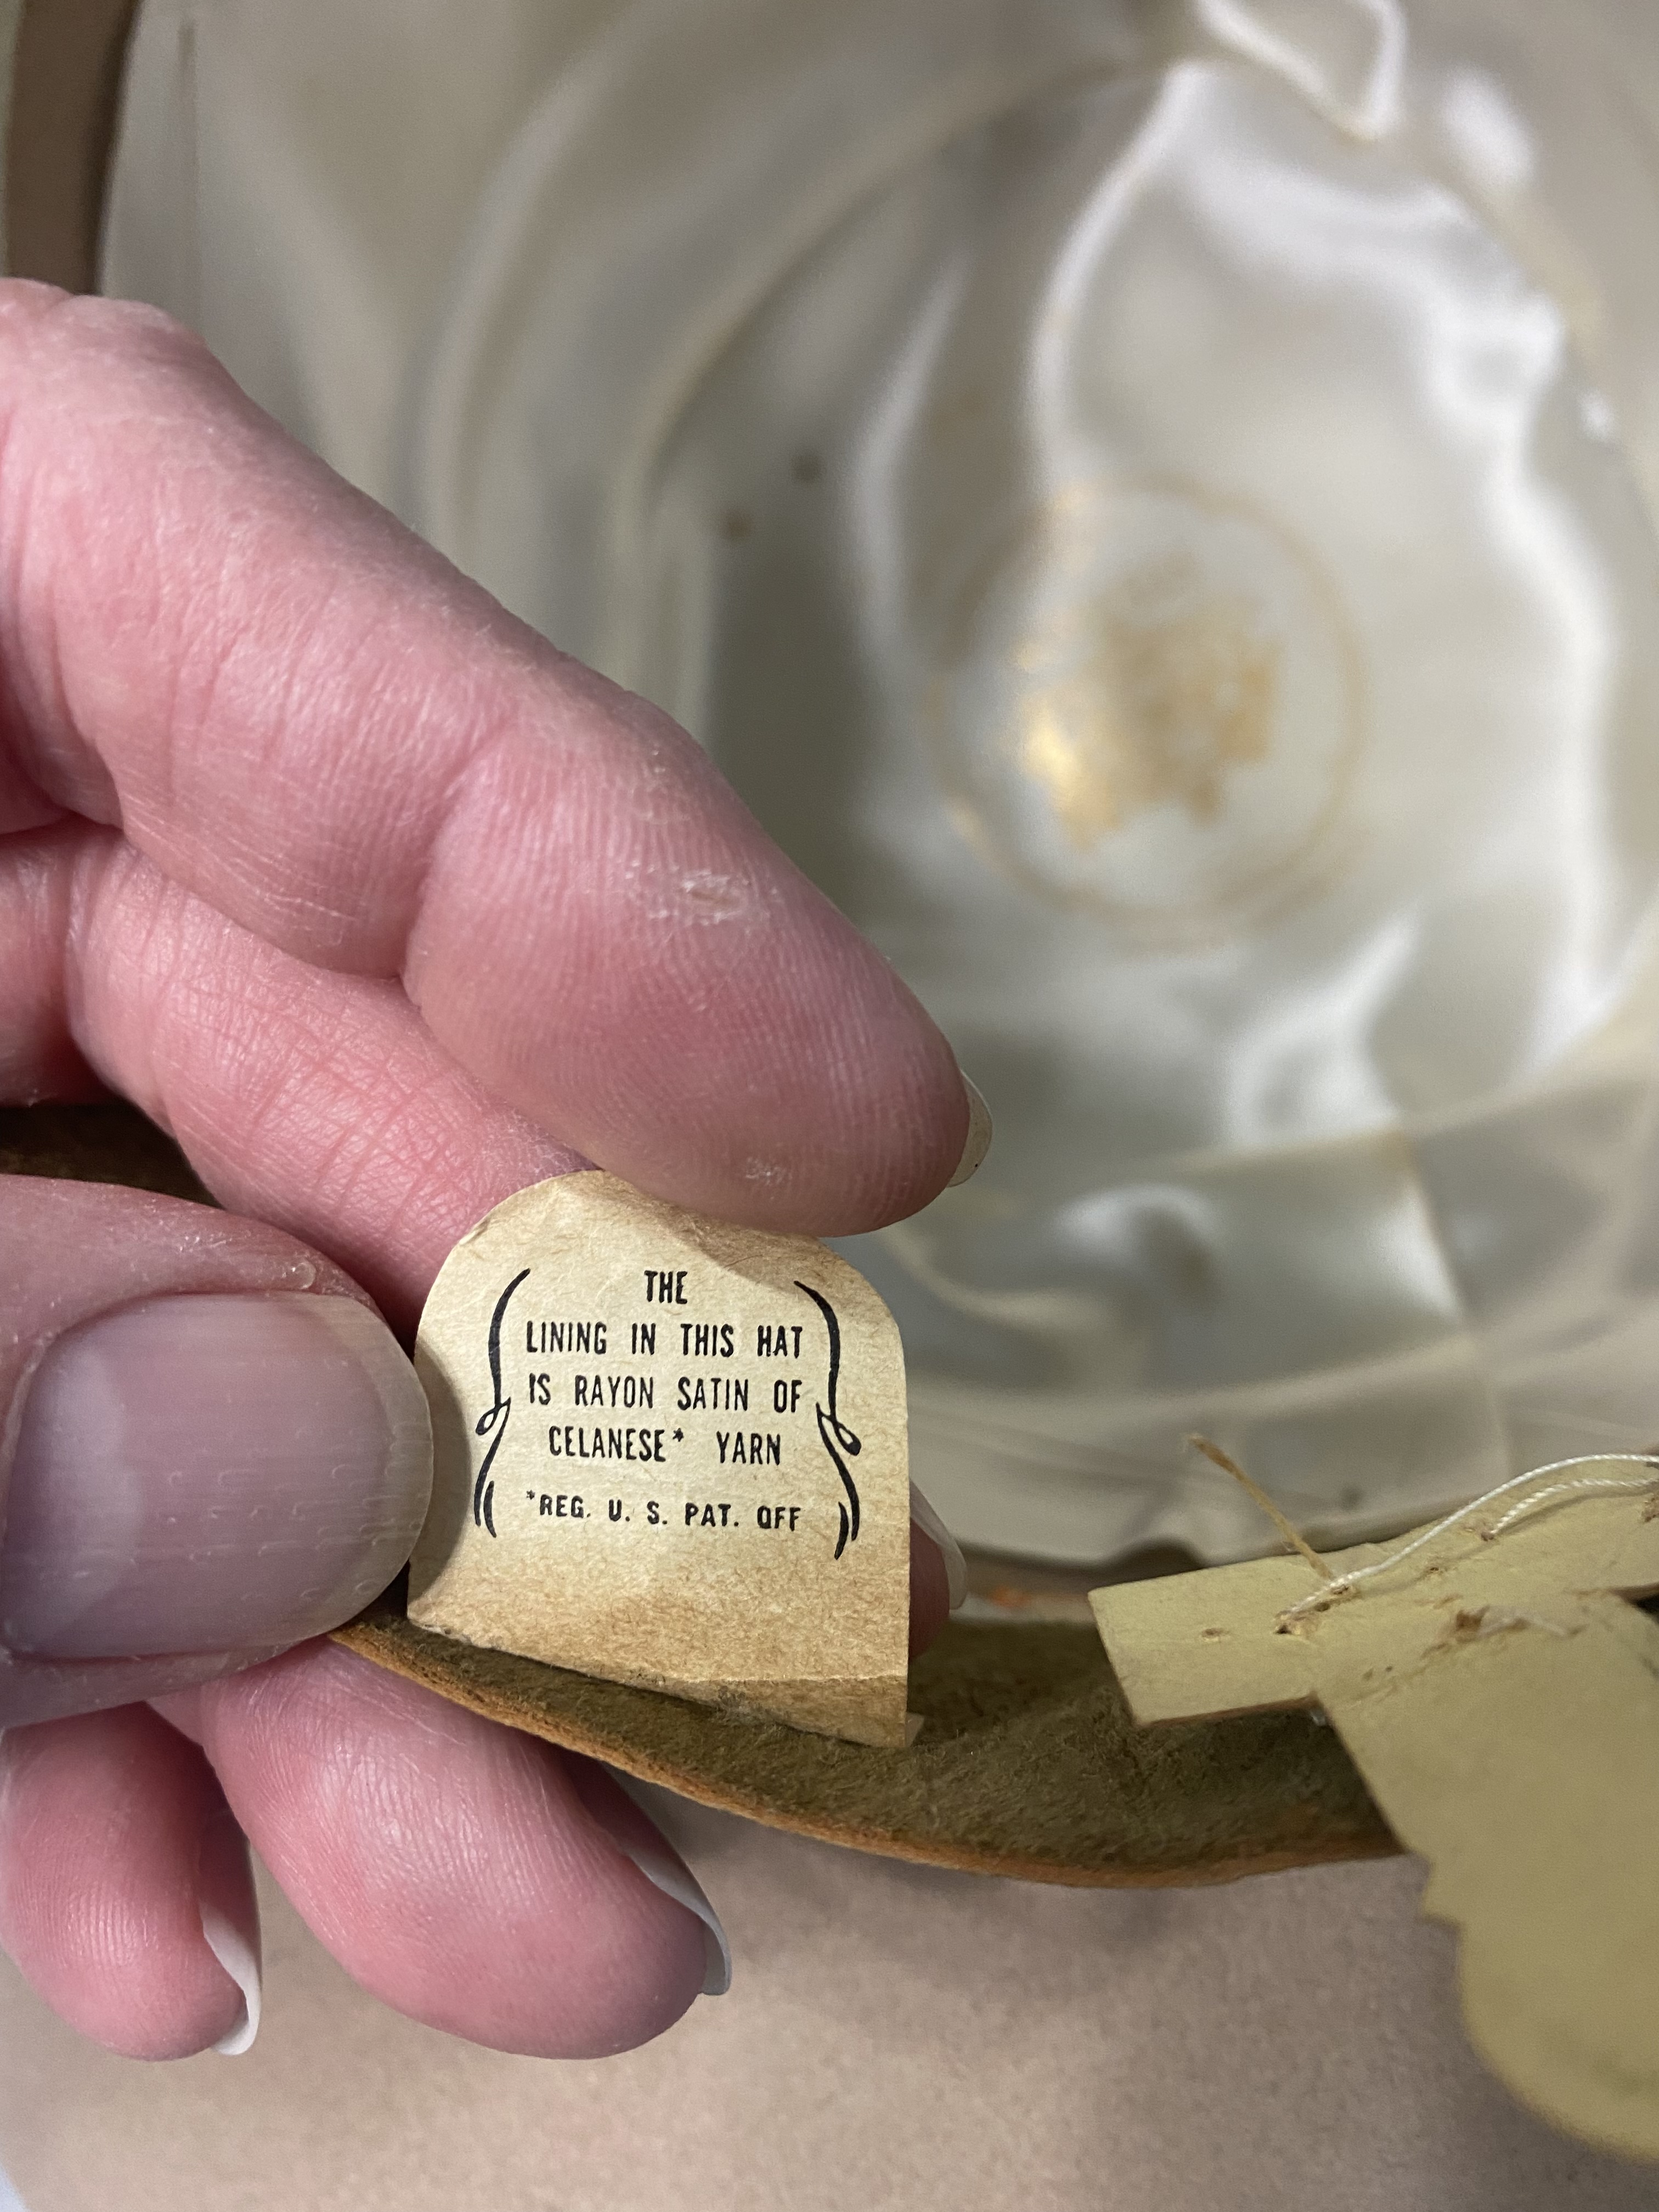 THE
LINING IN THIS HAT
IS RAYON SATIN OF
CELANESE* YARN
*REG. U. S. PAT. OFF